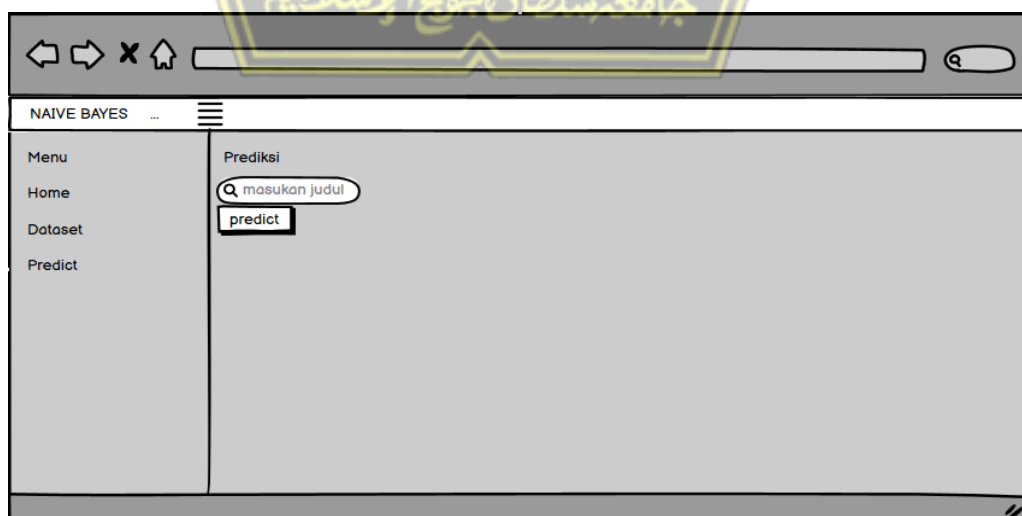 NAIVE BAYES ...
Menu
Home
Dataset
Predict
Prediksi
masukan judul
predict